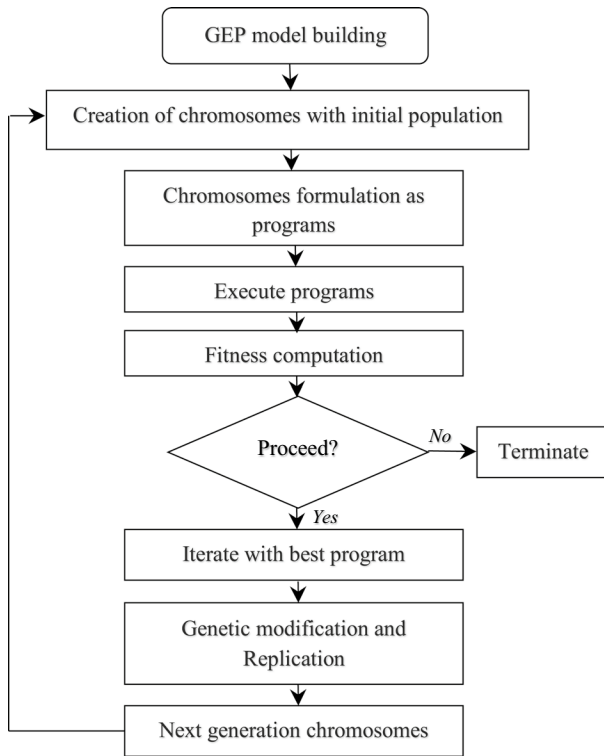 GEP model building
Creation of chromosomes with initial population
Chromosomes formulation as
programs
Execute programs
Fitness computation
Proceed?
No
Terminate
Yes
Iterate with best program
Genetic modification and
Replication
Next generation chromosomes